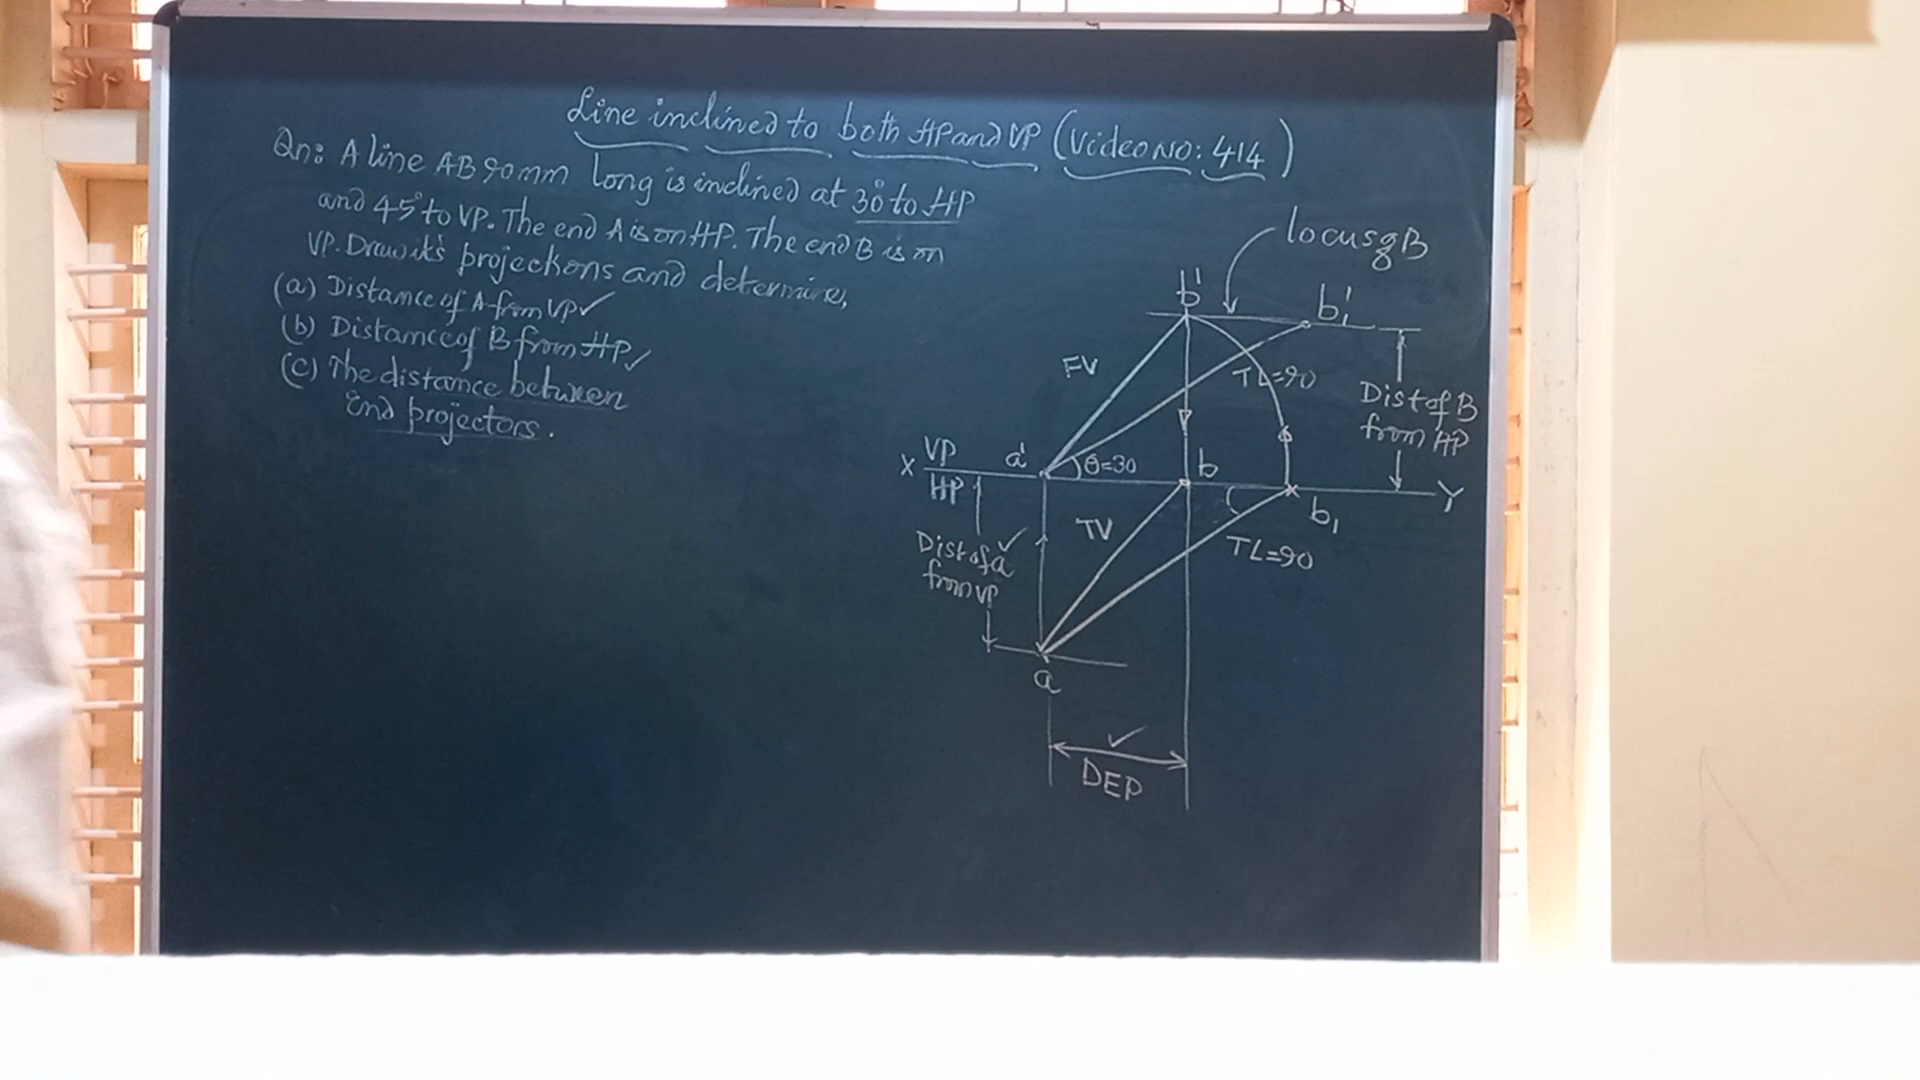 Line inclined to both HP and VP (Video NO: 414)
Qn: A line AB 90mm long is inclined at 30° to HP
and 45° to VP. The end A is on HP. The end B is on
VP. Draw it's projections and determine,
(a) Distance of A from VP ✓
(b) Distance of B from HP ✓
(c) The distance between
End projectors.
locus of B
b'
b₁'
FV
TL=90
Dist of B
from HP
X
VP
HP
a'
θ=30
b
Y
b₁
TV
TL=90
Dist of a ✓
from VP
a
✓
DEP